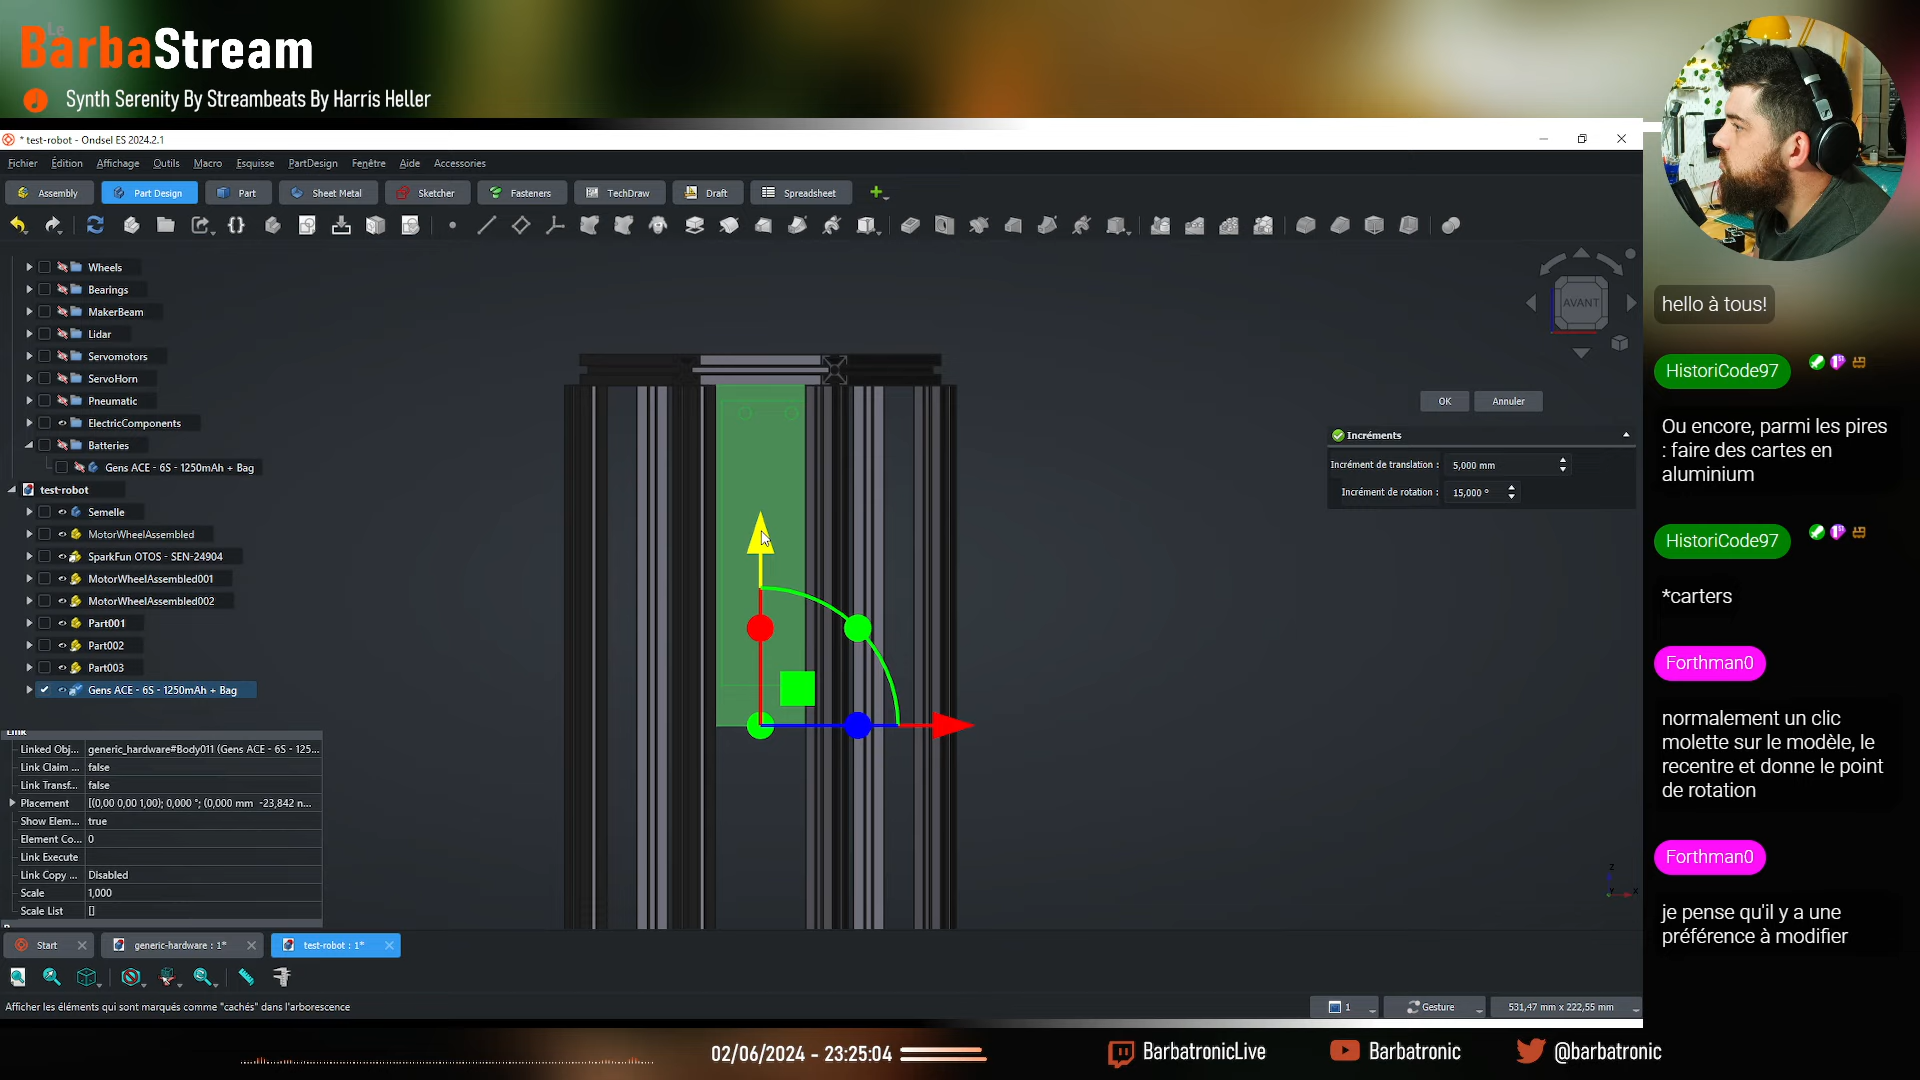 Le
BarbaStream
Synth Serenity By Streambeats By Harris Heller
* test-robot - Ondsel ES 2024.2.1
Fichier Édition Affichage Outils Macro Esquisse PartDesign Fenêtre Aide Accessories
Assembly Part Design Part Sheet Metal Sketcher Fasteners TechDraw Draft Spreadsheet
Wheels
Bearings
MakerBeam
Lidar
Servomotors
ServoHorn
Pneumatic
ElectricComponents
Batteries
Gens ACE - 6S - 1250mAh + Bag
test-robot
Semelle
MotorWheelAssembled
SparkFun OTOS - SEN-24904
MotorWheelAssembled001
MotorWheelAssembled002
Part001
Part002
Part003
Gens ACE - 6S - 1250mAh + Bag
Link
Linked Obj... generic_hardware#Body011 (Gens ACE - 6S - 125...
Link Claim ... false
Link Transf... false
Placement [(0,00 0,00 1,00); 0,000 °; (0,000 mm -23,842 n...
Show Elem... true
Element Co... 0
Link Execute
Link Copy ... Disabled
Scale 1,000
Scale List []
AVANT
OK Annuler
Incréments
Incrément de translation : 5,000 mm
Incrément de rotation : 15,000 °
Z
Y X
Start generic-hardware : 1* test-robot : 1*
Afficher les éléments qui sont marqués comme "cachés" dans l'arborescence
1 Gesture 531,47 mm x 222,55 mm
hello à tous!
HistoriCode97
Ou encore, parmi les pires
: faire des cartes en
aluminium
HistoriCode97
*carters
Forthman0
normalement un clic
molette sur le modèle, le
recentre et donne le point
de rotation
Forthman0
je pense qu'il y a une
préférence à modifier
02/06/2024 - 23:25:04
BarbatronicLive
Barbatronic
@barbatronic